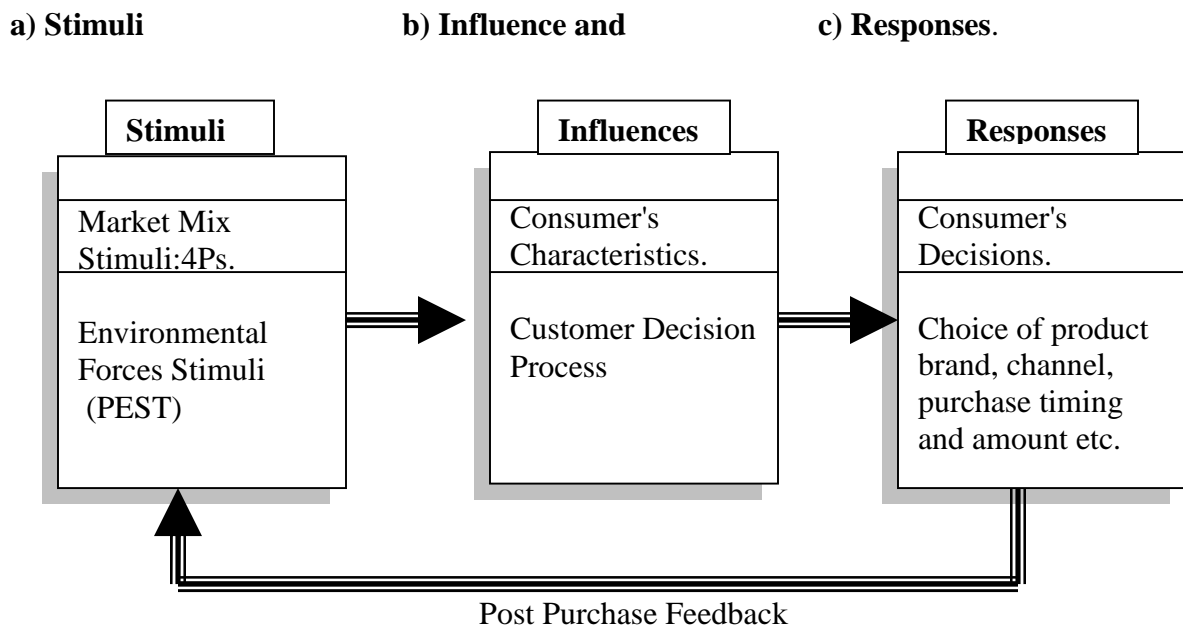 a) Stimuli
b) Influence and
c) Responses.
Stimuli
Market Mix
Stimuli:4Ps.
Environmental
Forces Stimuli
(PEST)
Influences
Consumer's
Characteristics.
Customer Decision
Process
Responses
Consumer's
Decisions.
Choice of product
brand, channel,
purchase timing
and amount etc.
Post Purchase Feedback